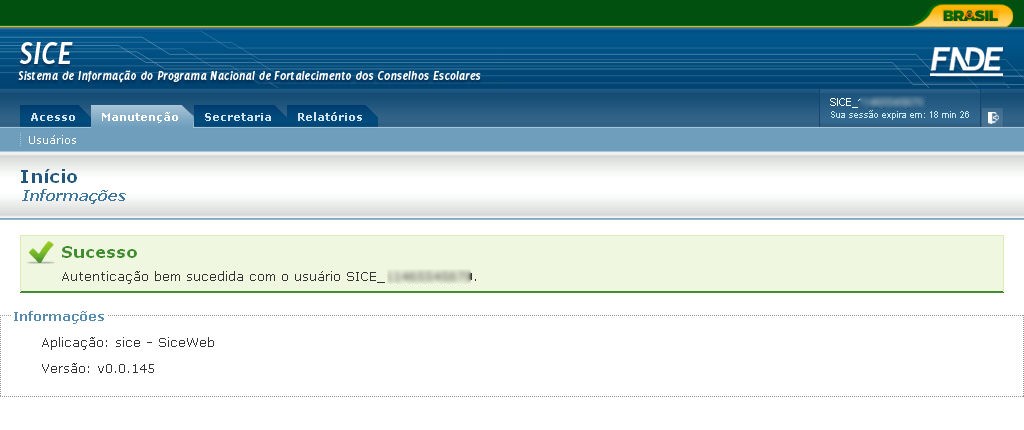 BRASIL
SICE
Sistema de Informação do Programa Nacional de Fortalecimento dos Conselhos Escolares
FNDE
Acesso Manutenção Secretaria Relatórios
SICE_
Sua sessão expira em: 18 min 26
Usuários
Início
Informações
Sucesso
Autenticação bem sucedida com o usuário SICE_ .
Informações
Aplicação: sice - SiceWeb
Versão: v0.0.145